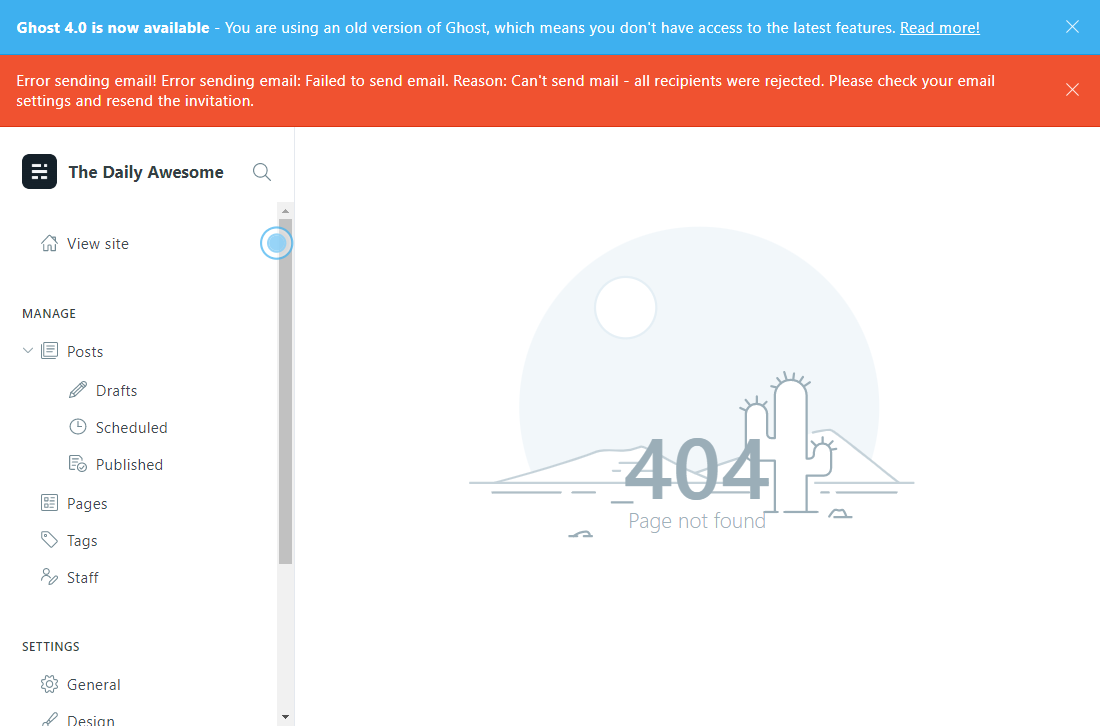 Ghost 4.0 is now available - You are using an old version of Ghost, which means you don't have access to the latest features. Read more!
Error sending email! Error sending email: Failed to send email. Reason: Can't send mail - all recipients were rejected. Please check your email
settings and resend the invitation.
The Daily Awesome
View site
MANAGE
Posts
Drafts
Scheduled
Published
Pages
Tags
Staff
SETTINGS
General
Design
404
Page not found